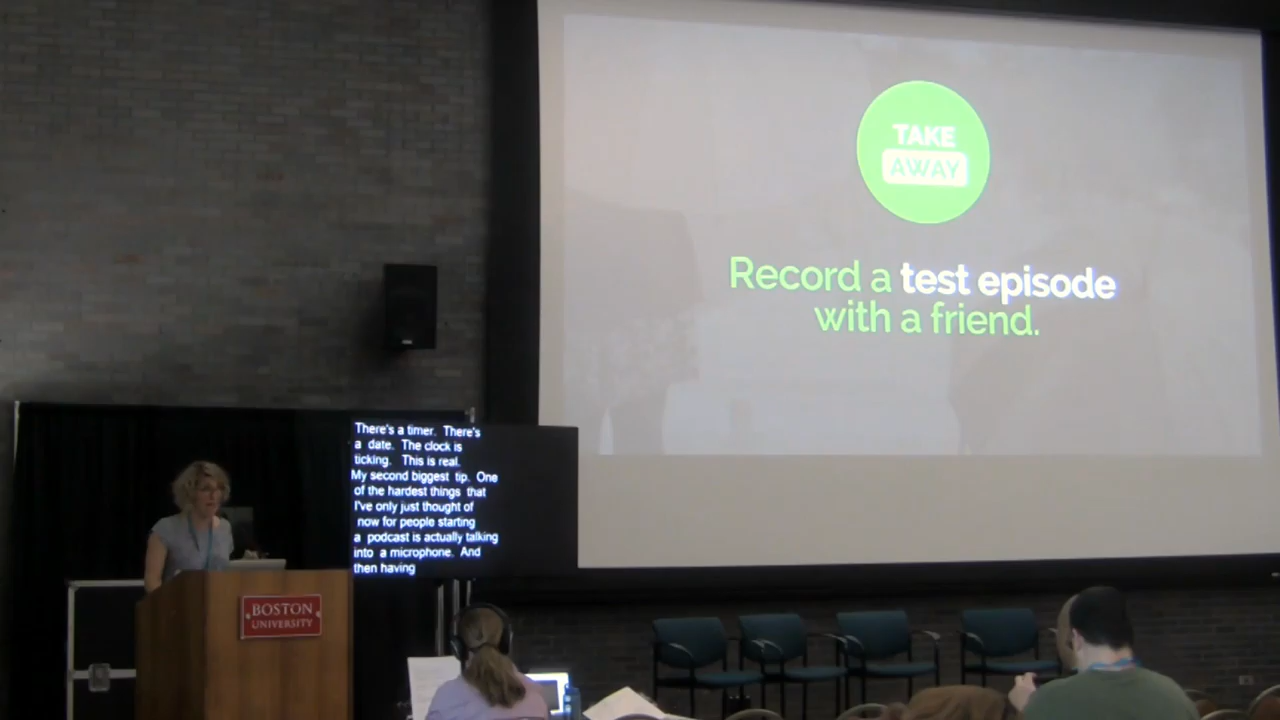 TAKE
AWAY
Record a test episode
with a friend.
There's a timer. There's
a date. The clock is
ticking. This is real.
My second biggest tip. One
of the hardest things that
I've only just thought of
now for people starting
a podcast is actually talking
into a microphone. And
then having
BOSTON
UNIVERSITY